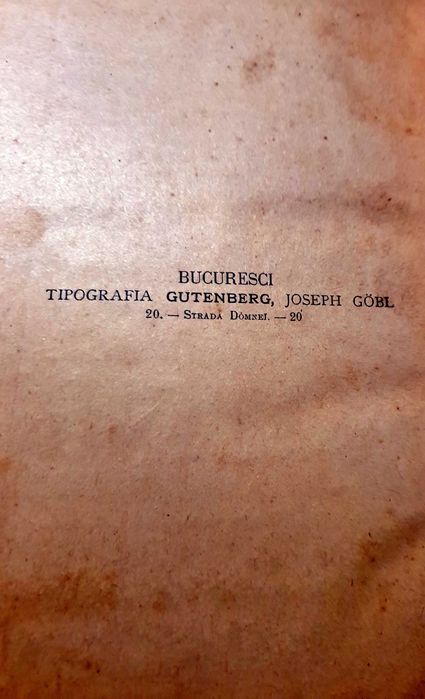 BUCURESCI
TIPOGRAFIA GUTENBERG, JOSEPH GÖBL
20. — STRADA DÓMNEI. — 20